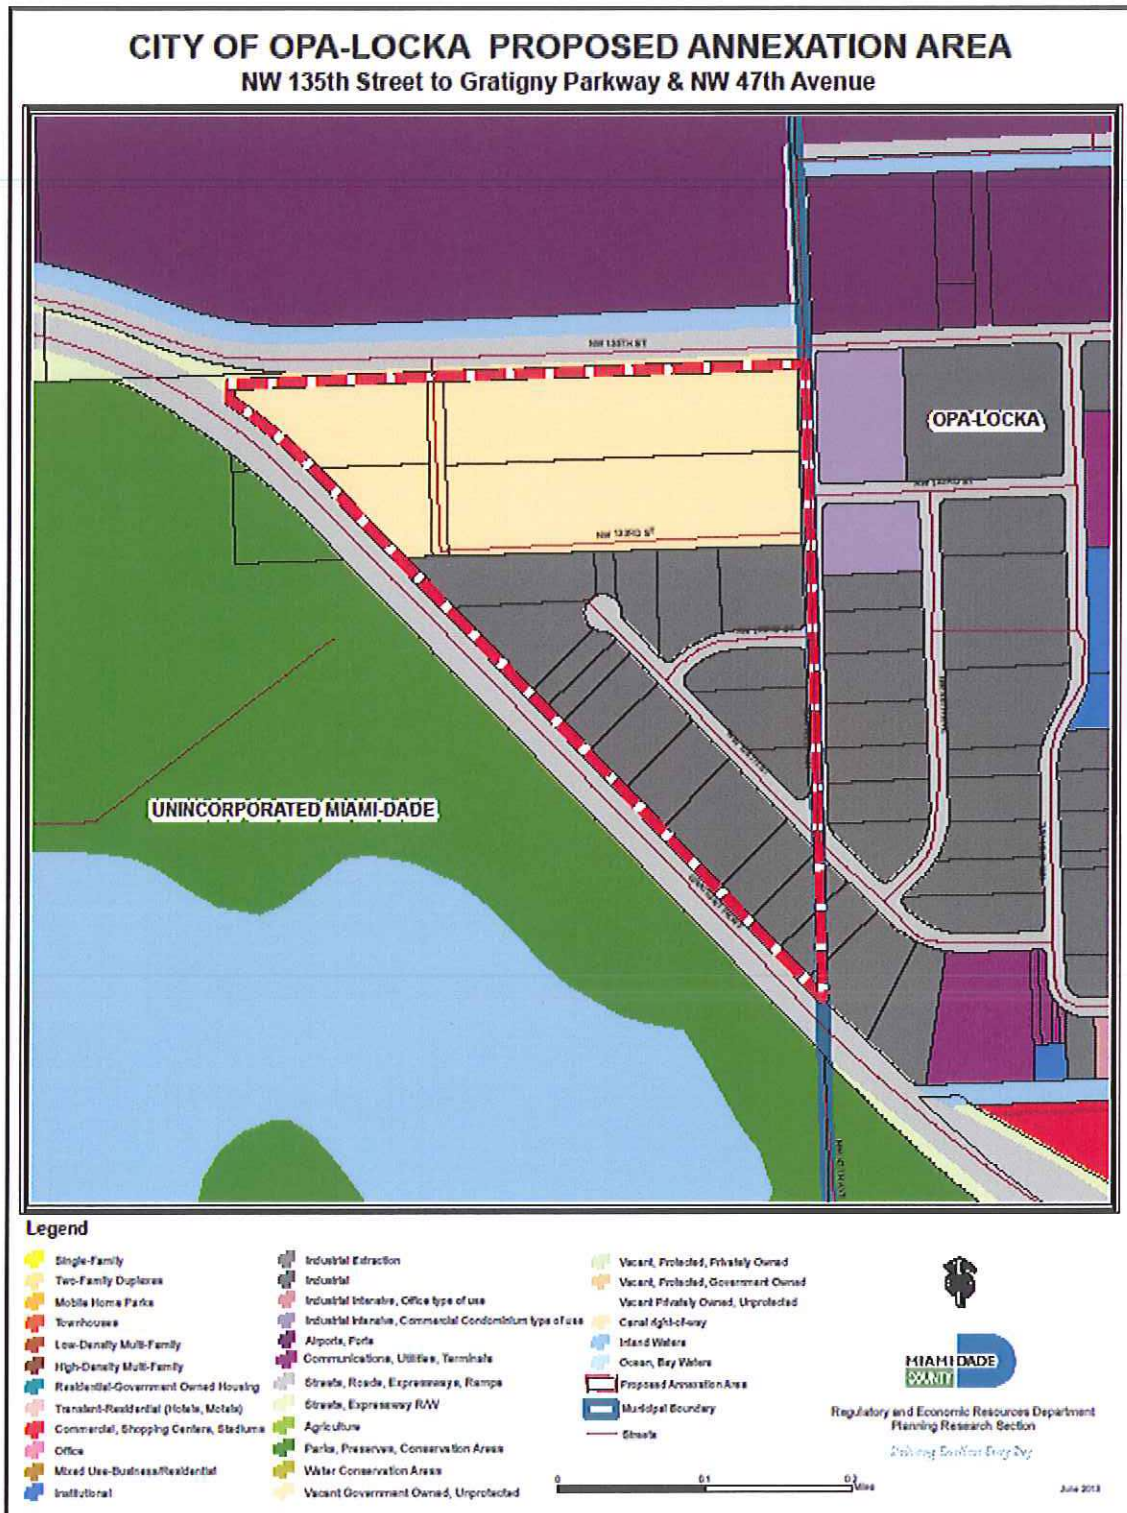 CITY OF OPA-LOCKA PROPOSED ANNEXATION AREA
NW 135th Street to Gratigny Parkway & NW 47th Avenue
NW 135TH ST
OPA-LOCKA
NW 133RD ST
UNINCORPORATED MIAMI-DADE
Legend
Single-Family
Two-Family Duplexes
Mobile Home Parks
Townhouses
Low-Density Multi-Family
High-Density Multi-Family
Residential-Government Owned Housing
Transient-Residential (Hotels, Motels)
Commercial, Shopping Centers, Stadiums
Office
Mixed Use-Business/Residential
Institutional
Industrial Extraction
Industrial
Industrial Intensive, Office type of use
Industrial Intensive, Commercial Condominium type of use
Airports, Ports
Communications, Utilities, Terminals
Streets, Roads, Expressways, Ramps
Streets, Expressway R/W
Agriculture
Parks, Preserves, Conservation Areas
Water Conservation Areas
Vacant Government Owned, Unprotected
Vacant, Protected, Privately Owned
Vacant, Protected, Government Owned
Vacant Privately Owned, Unprotected
Canal right-of-way
Inland Waters
Ocean, Bay Waters
Proposed Annexation Area
Municipal Boundary
Streets
0 0.1 0.2
Miles
MIAMI-DADE
COUNTY
Regulatory and Economic Resources Department
Planning Research Section
Delivering Excellence Every Day
June 2013